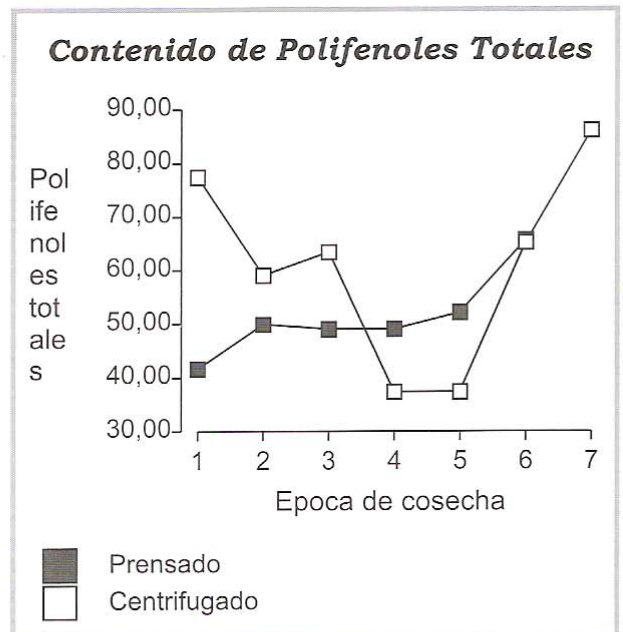 Contenido de Polifenoles Totales
90,00
80,00
70,00
60,00
50,00
40,00
30,00
Pol
ife
nol
es
tot
ale
s
1 2 3 4 5 6 7
Epoca de cosecha
Prensado
Centrifugado